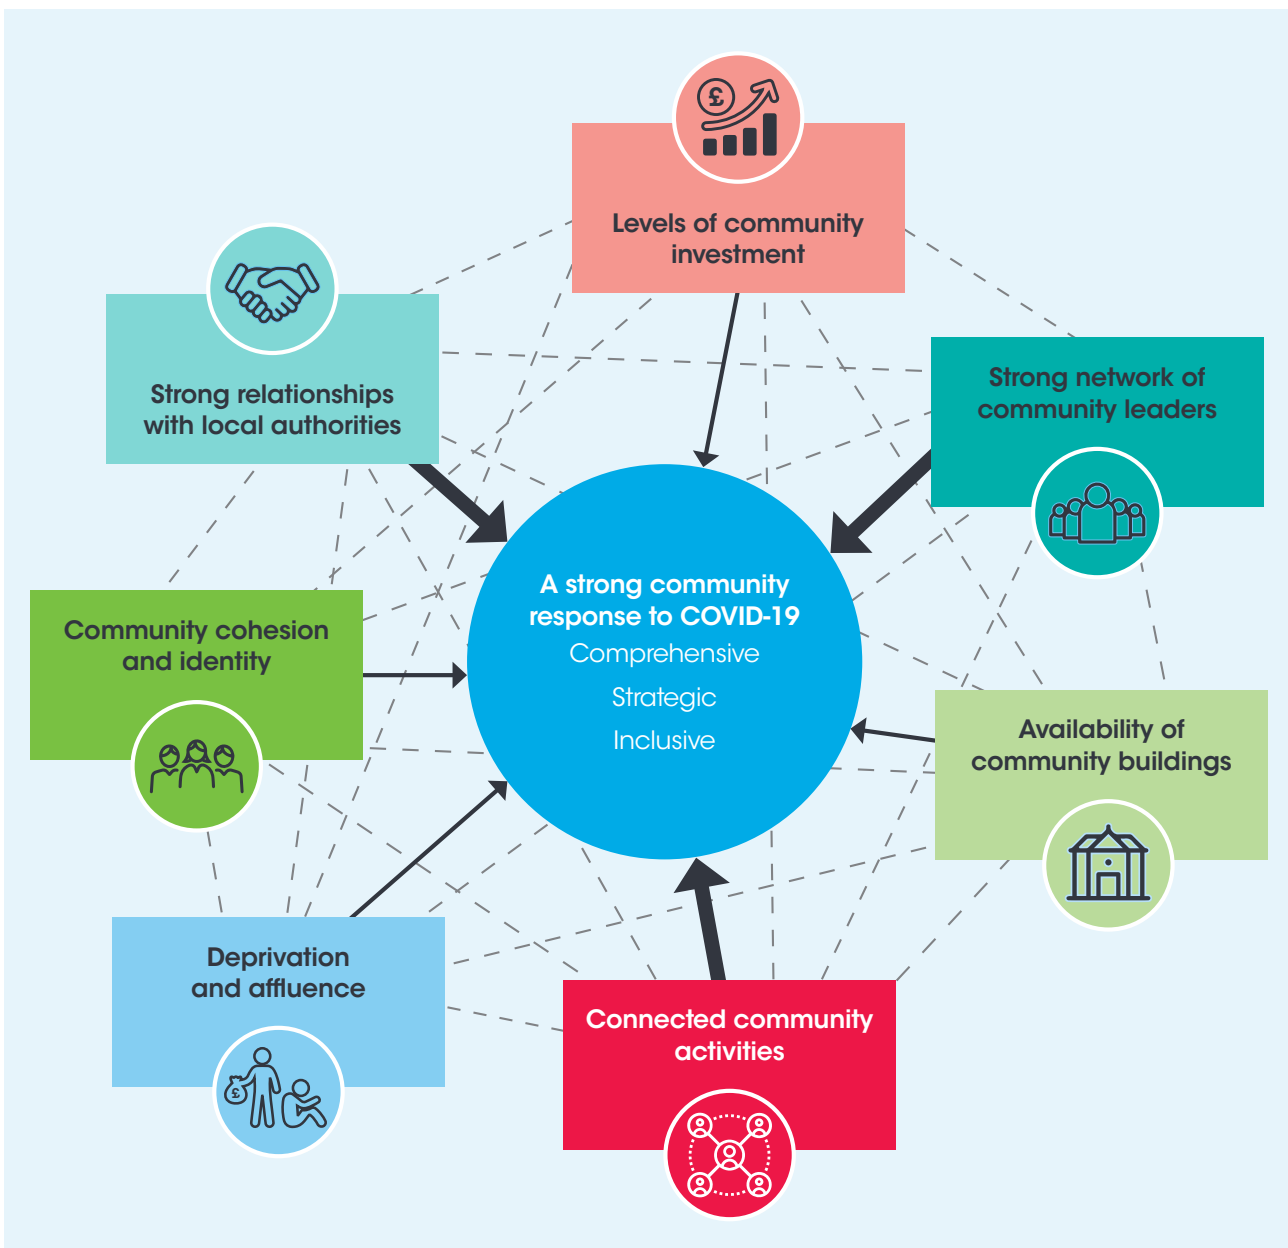 £
Levels of community
investment
Strong relationships
with local authorities
Strong network of
community leaders
A strong community
response to COVID-19
Comprehensive
Strategic
Inclusive
Community cohesion
and identity
Availability of
community buildings
Deprivation
and affluence
£
Connected community
activities